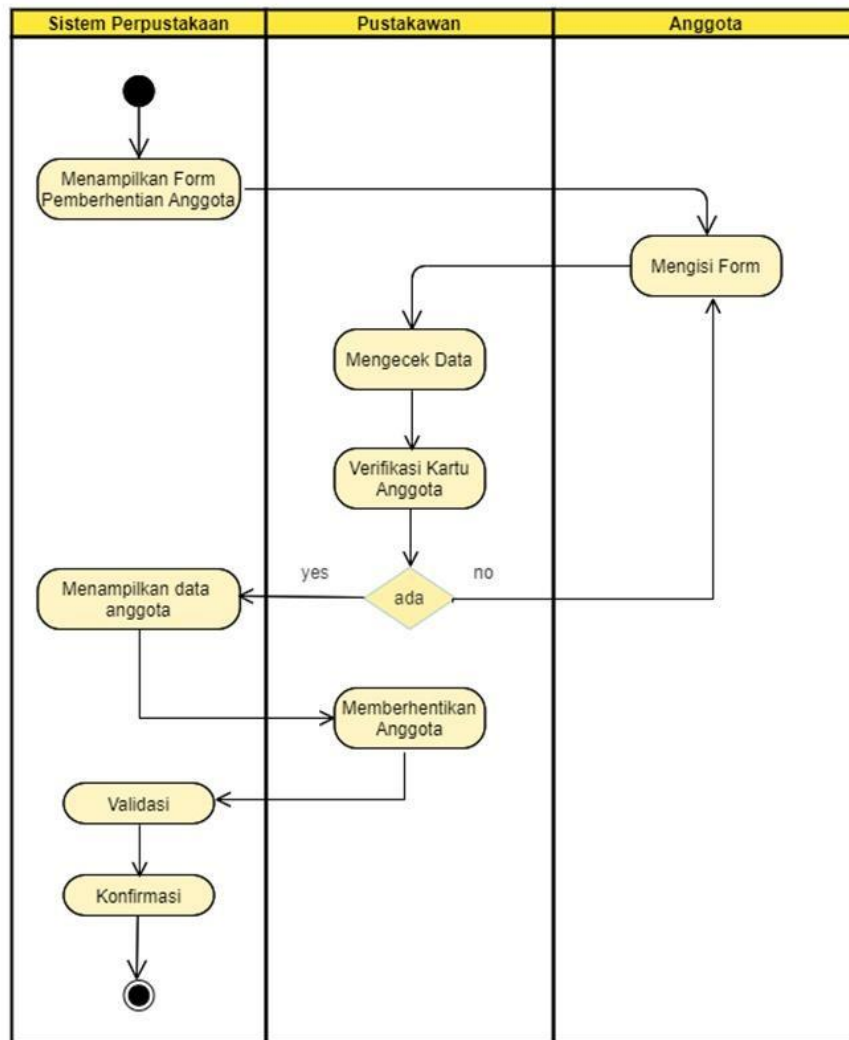 Sistem Perpustakaan
Pustakawan
Anggota
Menampilkan Form
Pemberhentian Anggota
Mengisi Form
Mengecek Data
Verifikasi Kartu
Anggota
yes
ada
no
Menampilkan data
anggota
Memberhentikan
Anggota
Validasi
Konfirmasi